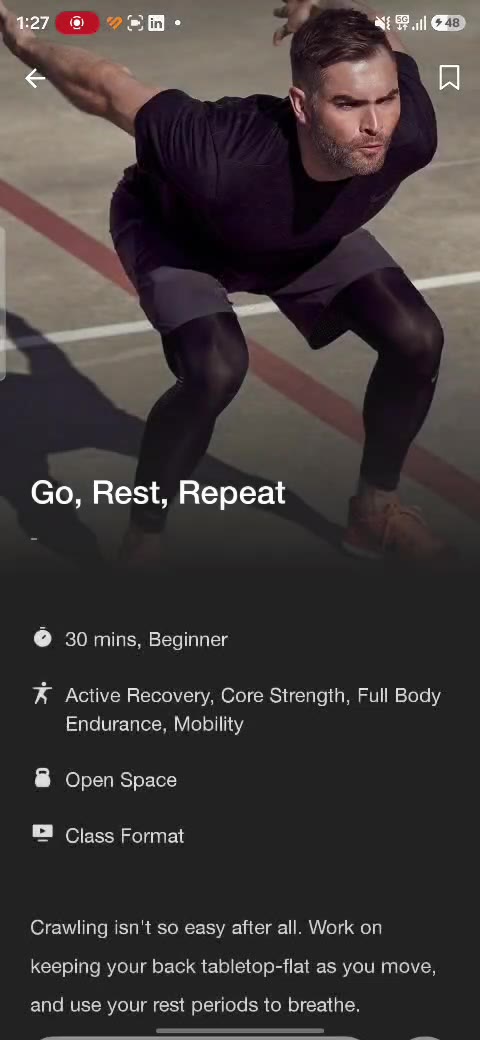 1:27
in
5G
48
Go, Rest, Repeat
-
30 mins, Beginner
Active Recovery, Core Strength, Full Body
Endurance, Mobility
Open Space
Class Format
Crawling isn't so easy after all. Work on
keeping your back tabletop-flat as you move,
and use your rest periods to breathe.